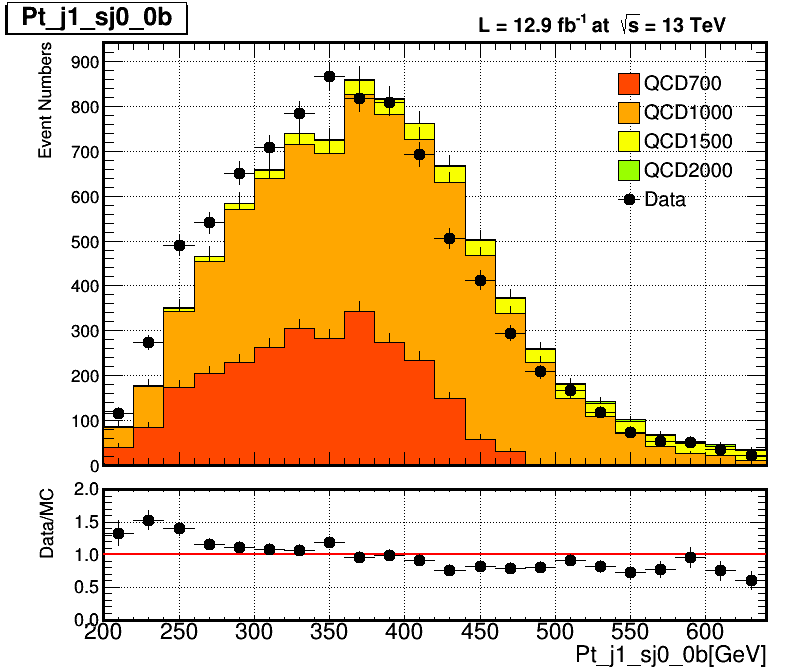 Pt_j1_sj0_0b
L = 12.9 fb-1 at √s = 13 TeV
Event Numbers
900
800
700
600
500
400
300
200
100
0
QCD700
QCD1000
QCD1500
QCD2000
Data
Data/MC
2.0
1.5
1.0
0.5
0.0
200 250 300 350 400 450 500 550 600
Pt_j1_sj0_0b[GeV]